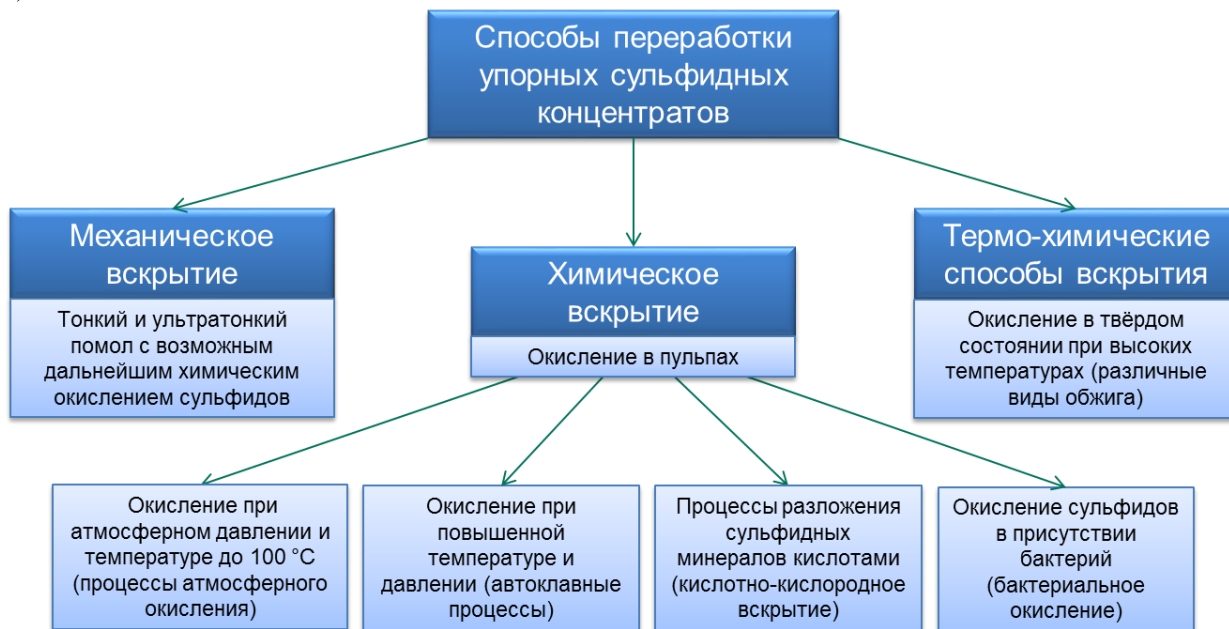 Способы переработки
упорных сульфидных
концентратов
Механическое
вскрытие
Тонкий и ультратонкий
помол с возможным
дальнейшим химическим
окислением сульфидов
Химическое
вскрытие
Окисление в пульпах
Термо-химические
способы вскрытия
Окисление в твёрдом
состоянии при высоких
температурах (различные
виды обжига)
Окисление при
атмосферном давлении и
температуре до 100 °С
(процессы атмосферного
окисления)
Окисление при
повышенной
температуре и
давлении (автоклавные
процессы)
Процессы разложения
сульфидных
минералов кислотами
(кислотно-кислородное
вскрытие)
Окисление сульфидов
в присутствии
бактерий
(бактериальное
окисление)